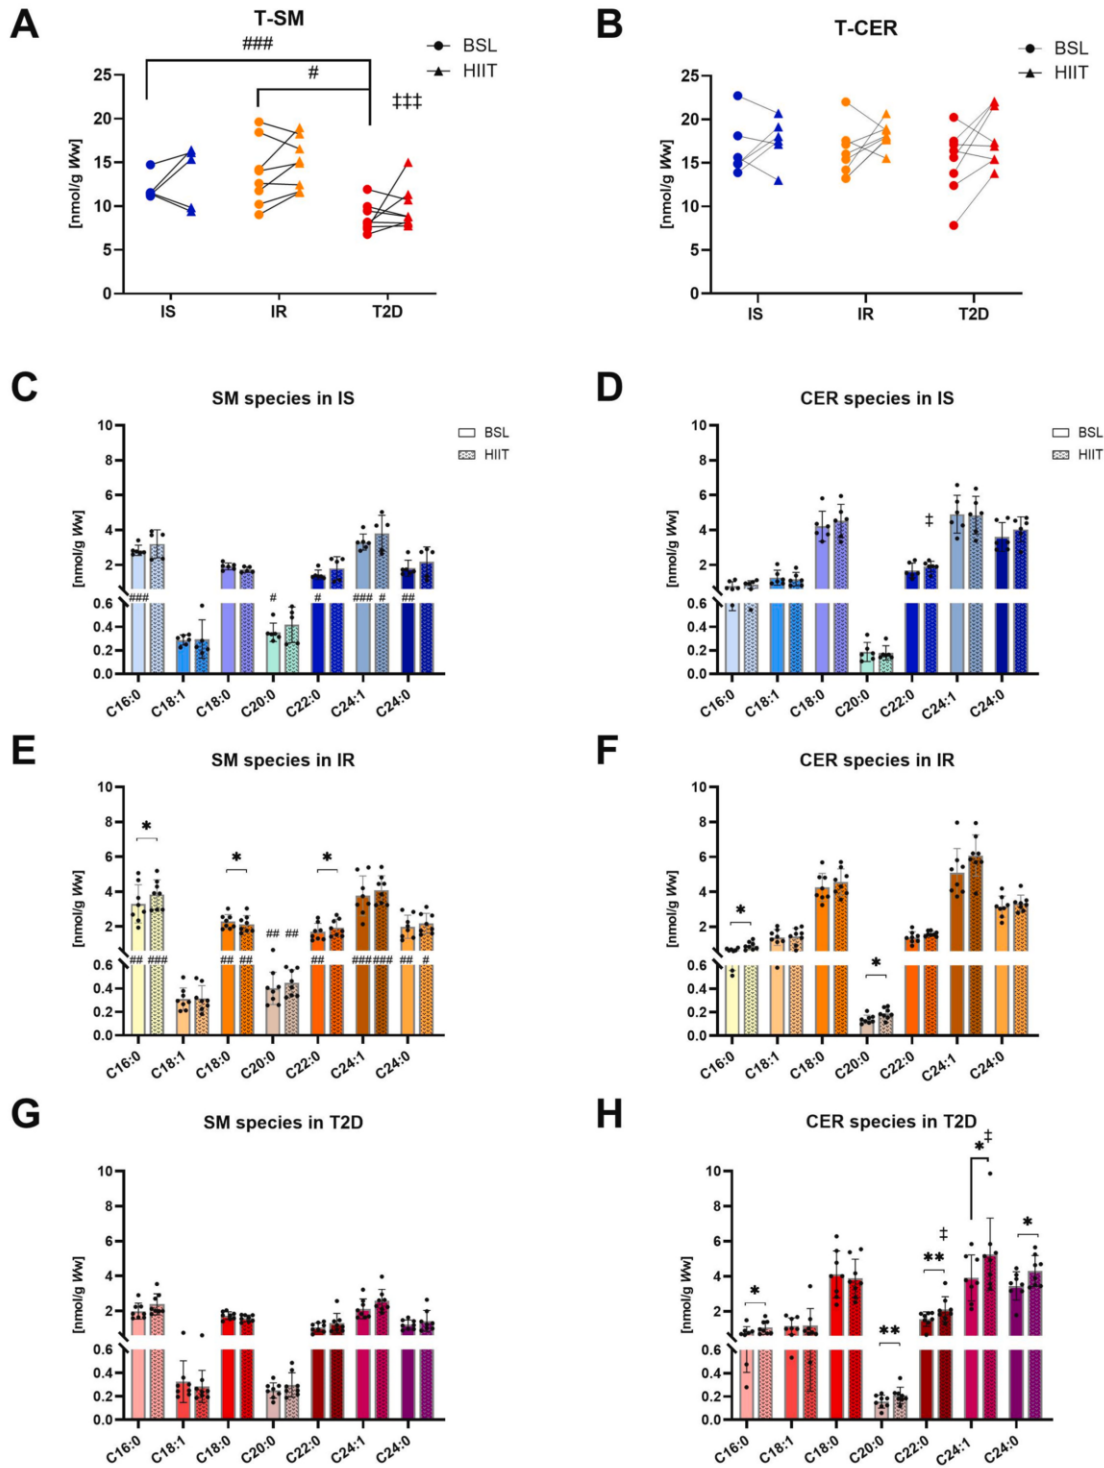 A
T-SM
###
#
‡‡‡
BSL
HIIT
[nmol/g Ww]
25
20
15
10
5
0
IS IR T2D
B
T-CER
BSL
HIIT
[nmol/g Ww]
25
20
15
10
5
0
IS IR T2D
C
SM species in IS
BSL
HIIT
[nmol/g Ww]
10
8
6
4
2
# 
### # ### # ##
0.6
0.4
0.2
0.0
C16:0 C18:1 C18:0 C20:0 C22:0 C24:1 C24:0
D
CER species in IS
BSL
HIIT
[nmol/g Ww]
10
8
6
4
2
‡
0.6
0.4
0.2
0.0
C16:0 C18:1 C18:0 C20:0 C22:0 C24:1 C24:0
E
SM species in IR
[nmol/g Ww]
10
8
6
4
2
* * *
## ##
## ### ## ## ## ### ### ## #
0.6
0.4
0.2
0.0
C16:0 C18:1 C18:0 C20:0 C22:0 C24:1 C24:0
F
CER species in IR
[nmol/g Ww]
10
8
6
4
2
* *
0.6
0.4
0.2
0.0
C16:0 C18:1 C18:0 C20:0 C22:0 C24:1 C24:0
G
SM species in T2D
[nmol/g Ww]
10
8
6
4
2
0.6
0.4
0.2
0.0
C16:0 C18:1 C18:0 C20:0 C22:0 C24:1 C24:0
H
CER species in T2D
[nmol/g Ww]
10
8
6
4
2
* ** ** ‡ * ‡ *
0.6
0.4
0.2
0.0
C16:0 C18:1 C18:0 C20:0 C22:0 C24:1 C24:0